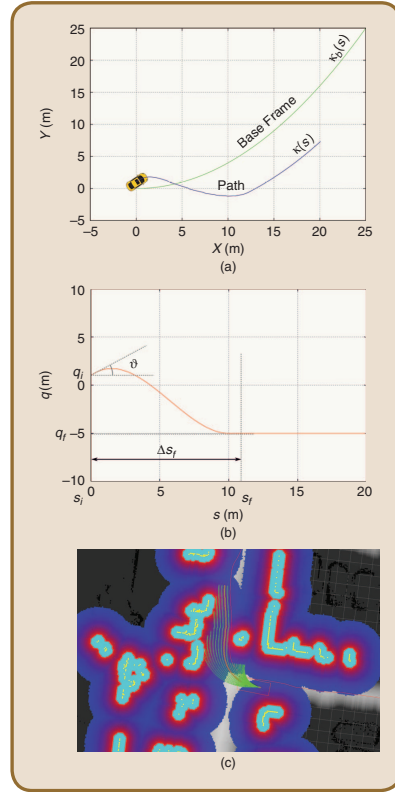 25
20
15
10
5
0
−5
Y (m)
κb(s)
Base Frame
κ(s)
Path
−5 0 5 10 15 20 25
X (m)
(a)
10
5
qi
0
qf −5
−10
q(m)
ϑ
Δsf
0 5 10 15 20
si sf
s (m)
(b)
(c)